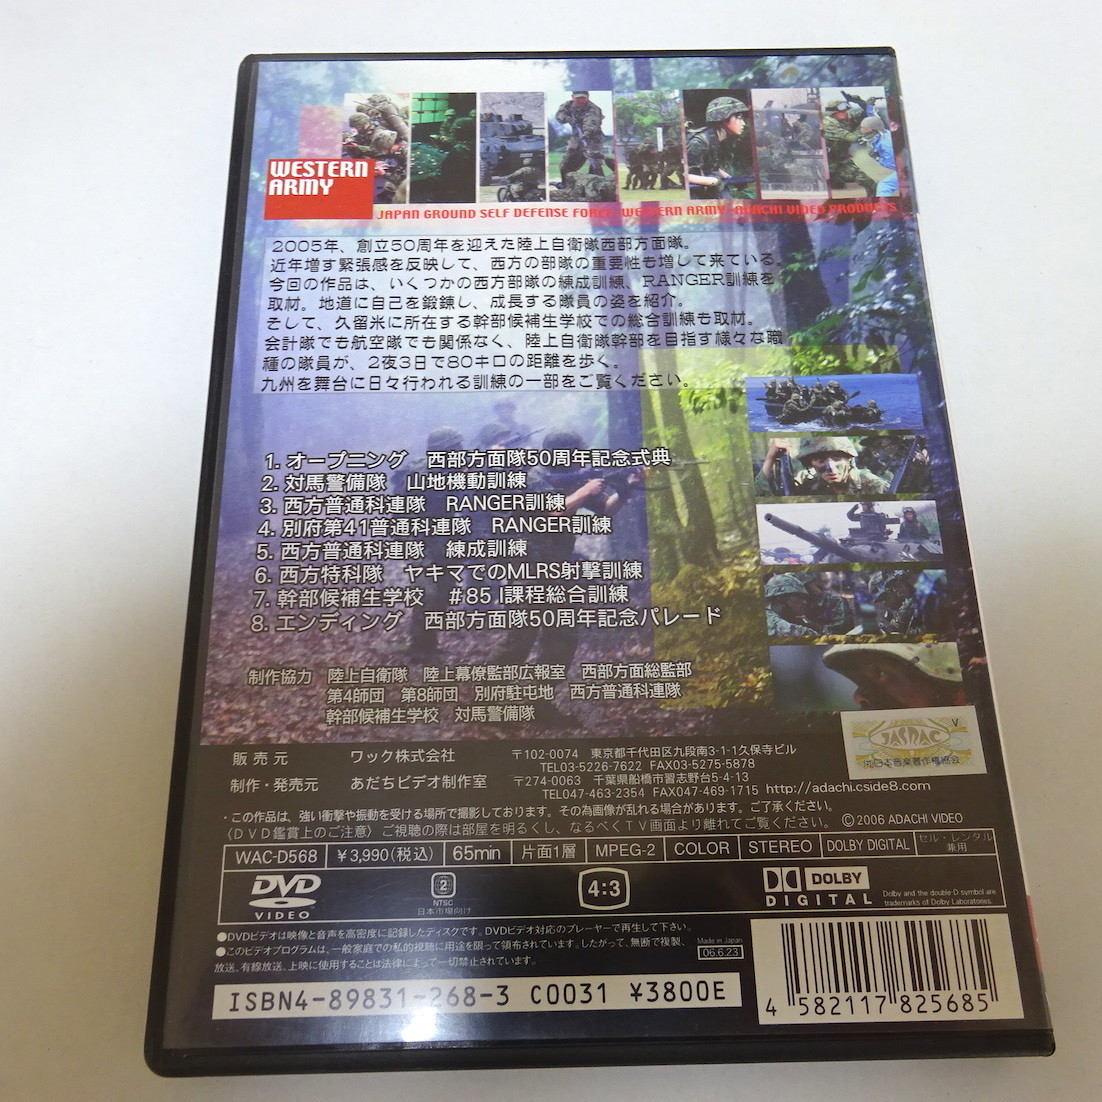 WESTERN
ARMY
JAPAN GROUND SELF DEFENSE FORCE WESTERN ARMY ADACHI VIDEO PRODUCTS
2005年、創立50周年を迎えた陸上自衛隊西部方面隊。
近年増す緊張感を反映して、西方の部隊の重要性も増して来ている。
今回の作品は、いくつかの西方部隊の練成訓練、RANGER訓練を
取材。地道に自己を鍛錬し、成長する隊員の姿を紹介。
そして、久留米に所在する幹部候補生学校での総合訓練も取材。
会計隊でも航空隊でも関係なく、陸上自衛隊幹部を目指す様々な職
種の隊員が、2夜3日で80キロの距離を歩く。
九州を舞台に日々行われる訓練の一部をご覧ください。
1. オープニング 西部方面隊50周年記念式典
2. 対馬警備隊 山地機動訓練
3. 西方普通科連隊 RANGER訓練
4. 別府第41普通科連隊 RANGER訓練
5. 西方普通科連隊 練成訓練
6. 西方特科隊 ヤキマでのMLRS射撃訓練
7. 幹部候補生学校 #85 I課程総合訓練
8. エンディング 西部方面隊50周年記念パレード
制作協力 陸上自衛隊 陸上幕僚監部広報室 西部方面総監部
第4師団 第8師団 別府駐屯地 西方普通科連隊
幹部候補生学校 対馬警備隊
V
JASRAC
販売元 ワック株式会社 〒102-0074 東京都千代田区九段南3-1-1久保寺ビル
TEL03-5226-7622 FAX03-5275-5878
制作・発売元 あだちビデオ制作室 〒274-0063 千葉県船橋市習志野台5-4-13
TEL047-463-2354 FAX047-469-1715 http://adachi.cside8.com
・この作品は、強い衝撃や振動を受ける場所で撮影しております。その為画像が乱れる場合があります。ご了承ください。
〈DVD鑑賞上のご注意〉ご視聴の際は部屋を明るくし、なるべくTV画面より離れてご覧ください。 © 2006 ADACHI VIDEO
WAC-D568 ¥3,990(税込) 65min 片面1層 MPEG-2 COLOR STEREO DOLBY DIGITAL セル・レンタル兼用
DVD
VIDEO
2
NTSC
日本市場向け
4:3
DOLBY
DIGITAL
Dolby and the double-D symbol are
trademarks of Dolby Laboratories.
●DVDビデオは映像と音声を高密度に記録したディスクです。DVDビデオ対応のプレーヤーで再生して下さい。
●このビデオプログラムは、一般家庭での私的視聴に用途を限って領布されています。したがって、無断で複製、
放送、有線放送、上映に使用することは法律によって一切禁止されています。
Made in Japan
06.6.23
ISBN4-89831-268-3 C0031 ¥3800E
4 582117 825685